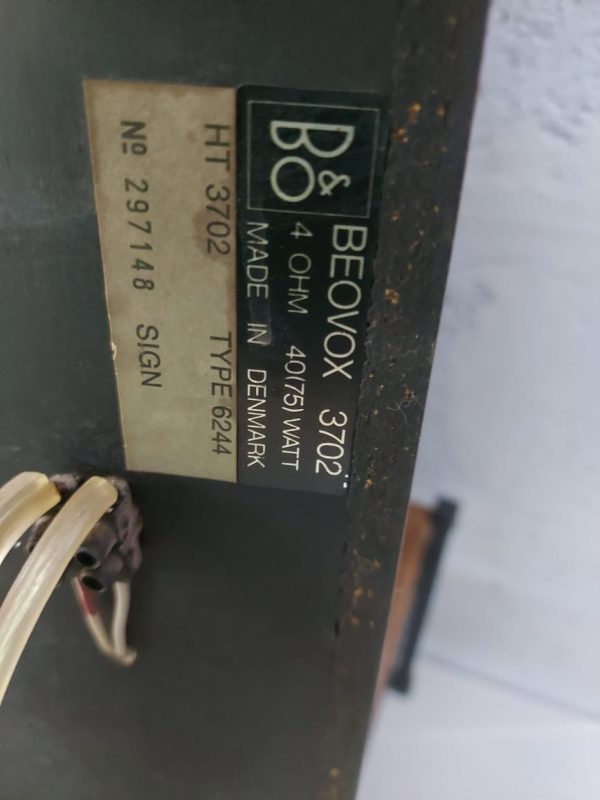 B&O
BEOVOX 3702
4 OHM 40(75) WATT
MADE IN DENMARK
HT 3702 TYPE 6244
Nº 297148 SIGN